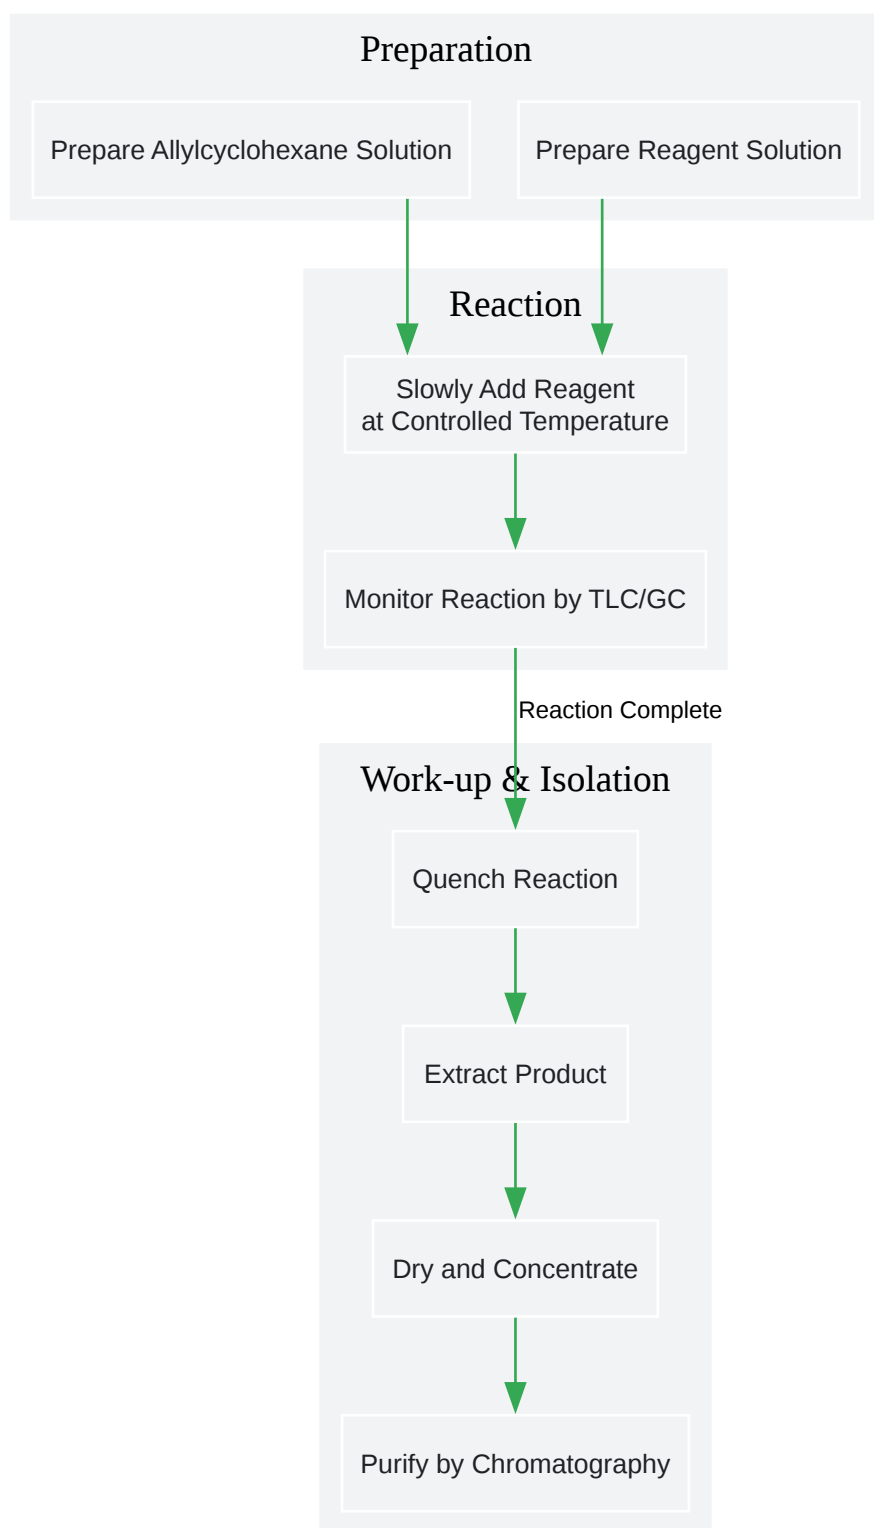 Preparation
Prepare Allylcyclohexane Solution
Prepare Reagent Solution
Reaction
Slowly Add Reagent
at Controlled Temperature
Monitor Reaction by TLC/GC
Reaction Complete
Work-up & Isolation
Quench Reaction
Extract Product
Dry and Concentrate
Purify by Chromatography